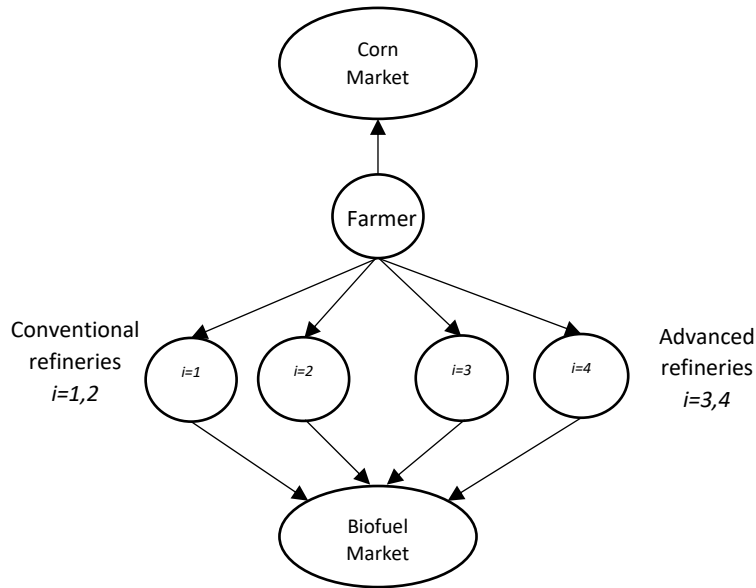 Corn
Market
Farmer
Conventional
refineries
i=1,2
i=1
i=2
i=3
i=4
Advanced
refineries
i=3,4
Biofuel
Market